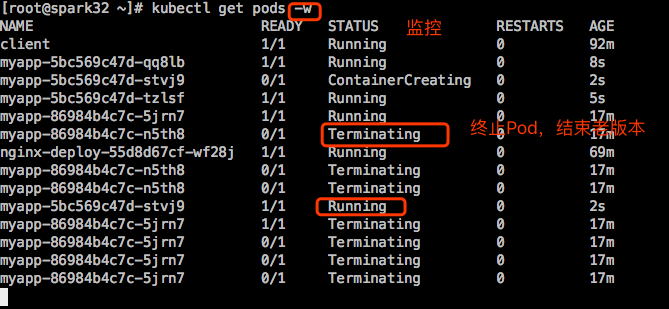 [root@spark32 ~]# kubectl get pods -w
监控
NAME READY STATUS RESTARTS AGE
client 1/1 Running 0 92m
myapp-5bc569c47d-qq8lb 1/1 Running 0 8s
myapp-5bc569c47d-stvj9 0/1 ContainerCreating 0 2s
myapp-5bc569c47d-tzlsf 1/1 Running 0 5s
myapp-86984b4c7c-5jrn7 1/1 Running 0 17m
myapp-86984b4c7c-n5th8 0/1 Terminating 0 17m
终止Pod，结束老版本
nginx-deploy-55d8d67cf-wf28j 1/1 Running 0 69m
myapp-86984b4c7c-n5th8 0/1 Terminating 0 17m
myapp-86984b4c7c-n5th8 0/1 Terminating 0 17m
myapp-5bc569c47d-stvj9 1/1 Running 0 2s
myapp-86984b4c7c-5jrn7 1/1 Terminating 0 17m
myapp-86984b4c7c-5jrn7 0/1 Terminating 0 17m
myapp-86984b4c7c-5jrn7 0/1 Terminating 0 17m
myapp-86984b4c7c-5jrn7 0/1 Terminating 0 17m